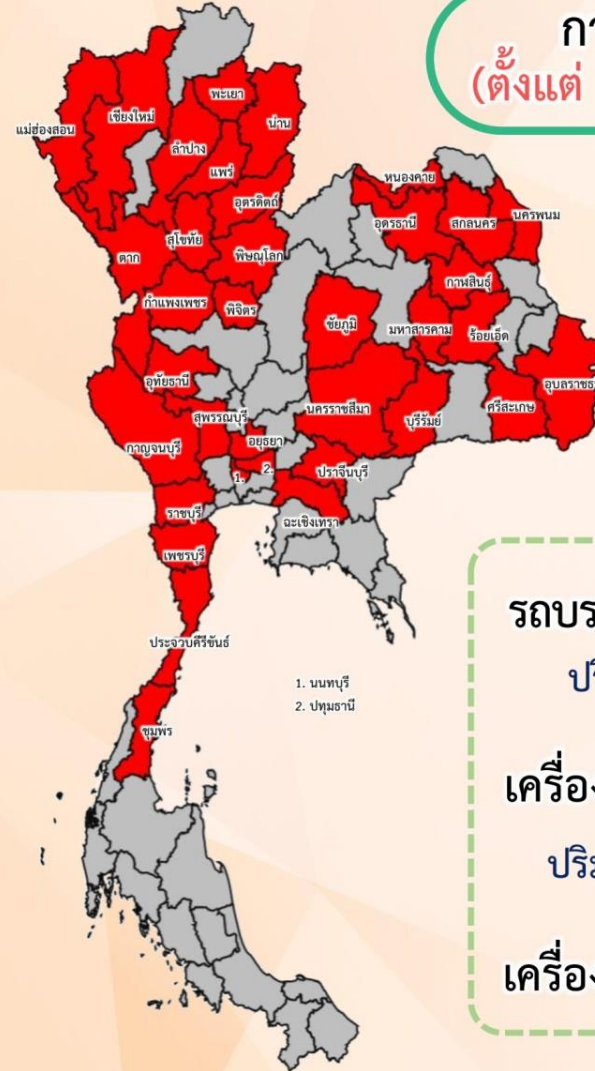 (ตั้งแต่
พะเยา
เชียงใหม่
น่าน
แม่ฮ่องสอน
ลำปาง
แพร่
หนองคาย
อุตรดิตถ์
อุดรธานี
สกลนคร
นครพนม
สุโขทัย
พิษณุโลก
ตาก
กาฬสินธุ์
กำแพงเพชร
พิจิตร
ชัยภูมิ
มหาสารคาม
ร้อยเอ็ด
อุทัยธานี
อุบลราชธ
สุพรรณบุรี
นครราชสีมา
บุรีรัมย์
ศรีสะเกษ
กาญจนบุรี
อยุธยา
1.
2.
ปราจีนบุรี
ราชบุรี
ฉะเชิงเทรา
เพชรบุรี
รถบร
ประจวบคีรีขันธ์
1. นนทบุรี
2. ปทุมธานี
ชุมพร
เครื่อง
ปริม
เครื่อง